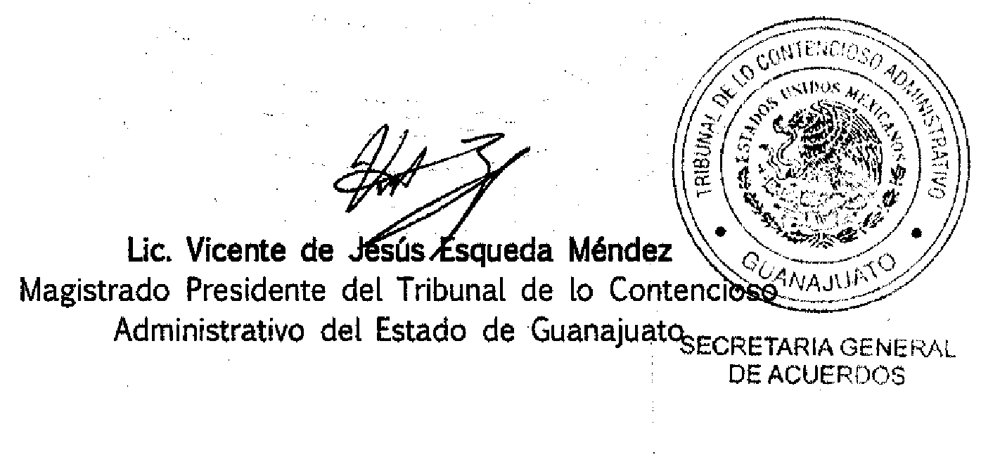 TRIBUNAL DE LO CONTENCIOSO ADMINISTRATIVO
ESTADOS UNIDOS MEXICANOS
GUANAJUATO
Lic. Vicente de Jesús Esqueda Méndez
Magistrado Presidente del Tribunal de lo Contencioso
Administrativo del Estado de Guanajuato
SECRETARIA GENERAL
DE ACUERDOS